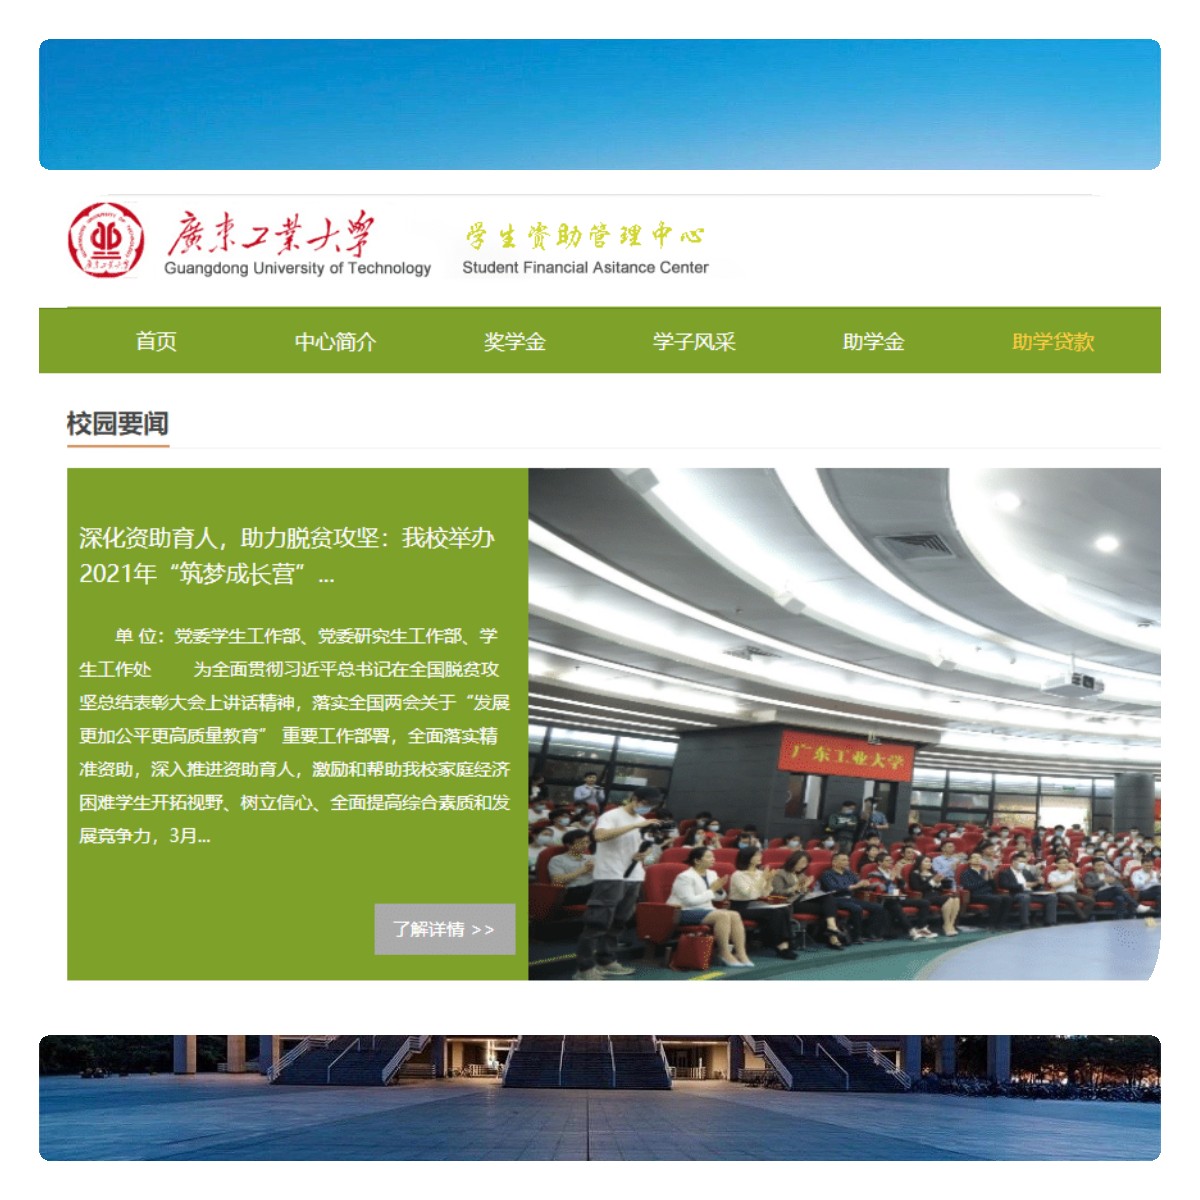 廣東工业大學
Guangdong University of Technology
学生资助管理中心
Student Financial Asitance Center
首页 中心简介 奖学金 学子风采 助学金 助学贷款
校园要闻
深化资助育人，助力脱贫攻坚：我校举办
2021年“筑梦成长营” ...
单 位：党委学生工作部、党委研究生工作部、学
生工作处 为全面贯彻习近平总书记在全国脱贫攻
坚总结表彰大会上讲话精神，落实全国两会关于“发展
更加公平更高质量教育” 重要工作部署，全面落实精
准资助，深入推进资助育人，激励和帮助我校家庭经济
困难学生开拓视野、树立信心、全面提高综合素质和发
展竞争力，3月...
了解详情 >>
广东工业大学